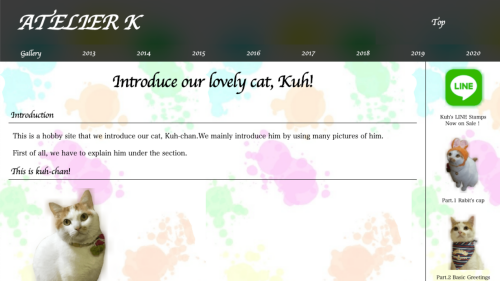 ATELIER K
Top
Gallery 2013 2014 2015 2016 2017 2018 2019 2020
Introduce our lovely cat, Kuh!
Introduction
This is a hobby site that we introduce our cat, Kuh-chan.We mainly introduce him by using many pictures of him.
First of all, we have to explain him under the section.
This is kuh-chan!
LINE
Kuh's LINE Stamps
Now on Sale !
Part.1 Rabit's cap
Part.2 Basic Greetings